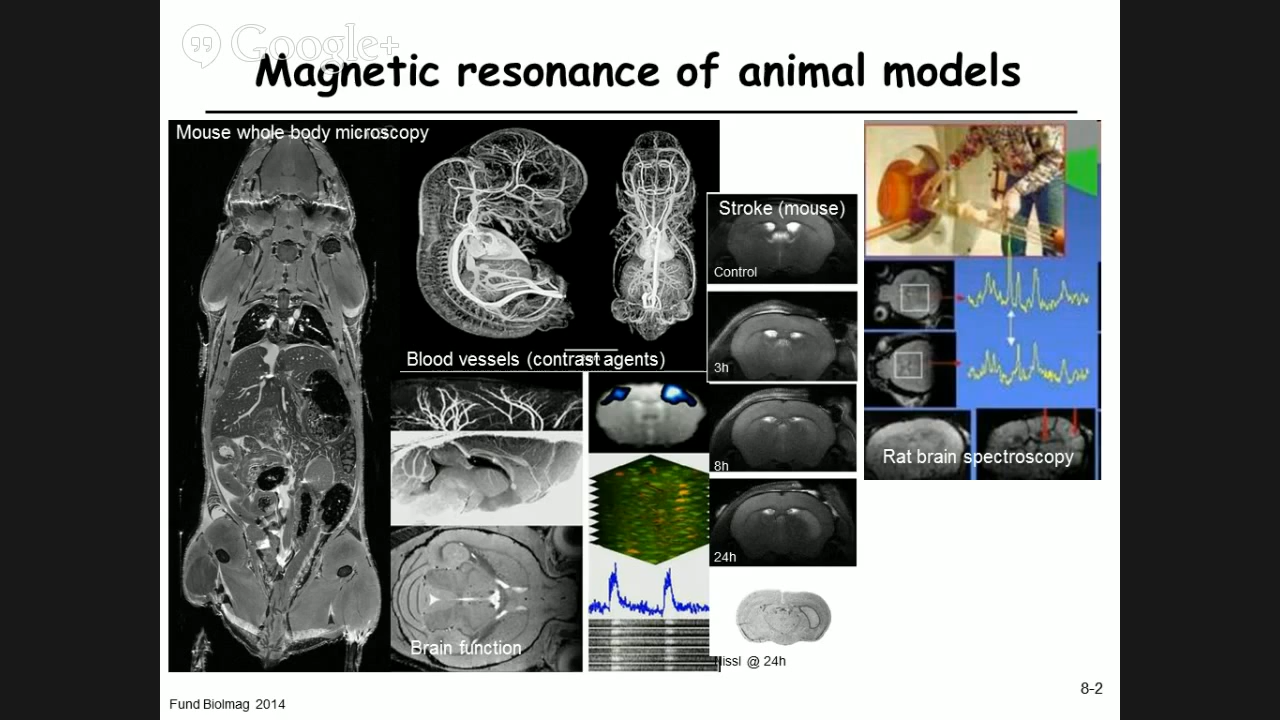 Google+
Magnetic resonance of animal models
Mouse whole body microscopy
Blood vessels (contrast agents)
Brain function
Stroke (mouse)
Control
3h
8h
24h
Nissl @ 24h
Rat brain spectroscopy
Fund BioImag 2014
8-2